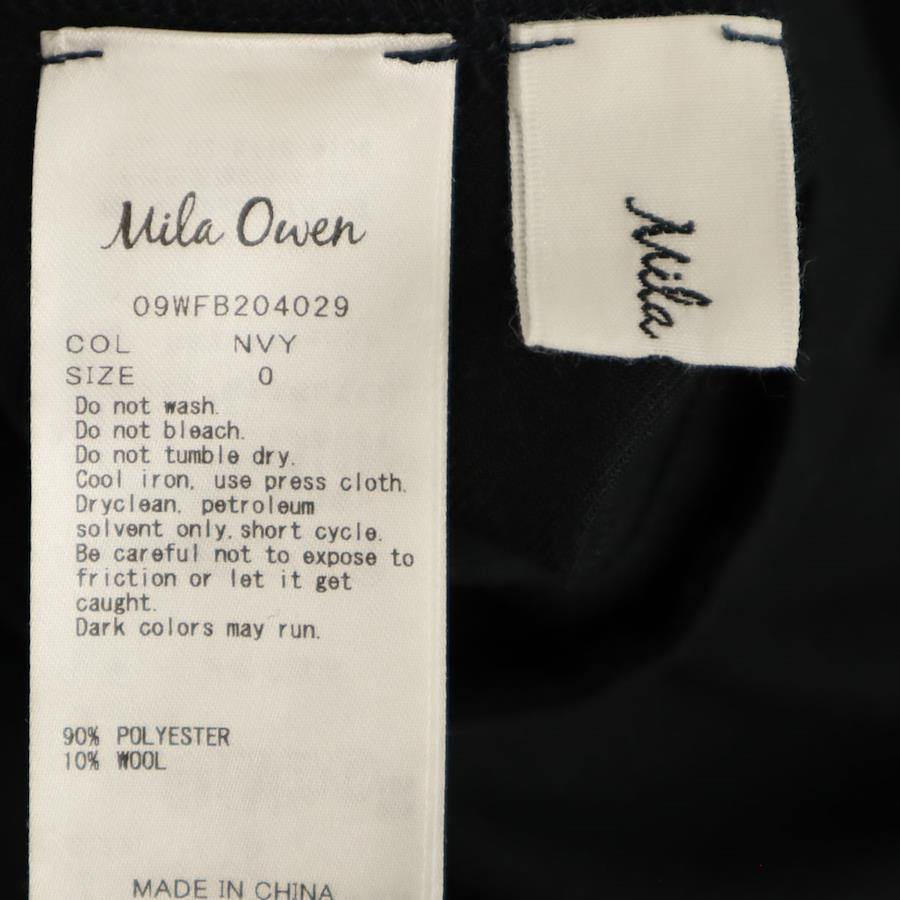 Mila Owen
09WFB204029
COL NVY
SIZE 0
Do not wash.
Do not bleach.
Do not tumble dry.
Cool iron, use press cloth.
Dryclean, petroleum
solvent only, short cycle.
Be careful not to expose to
friction or let it get
caught.
Dark colors may run.
90% POLYESTER
10% WOOL
MADE IN CHINA
Mila